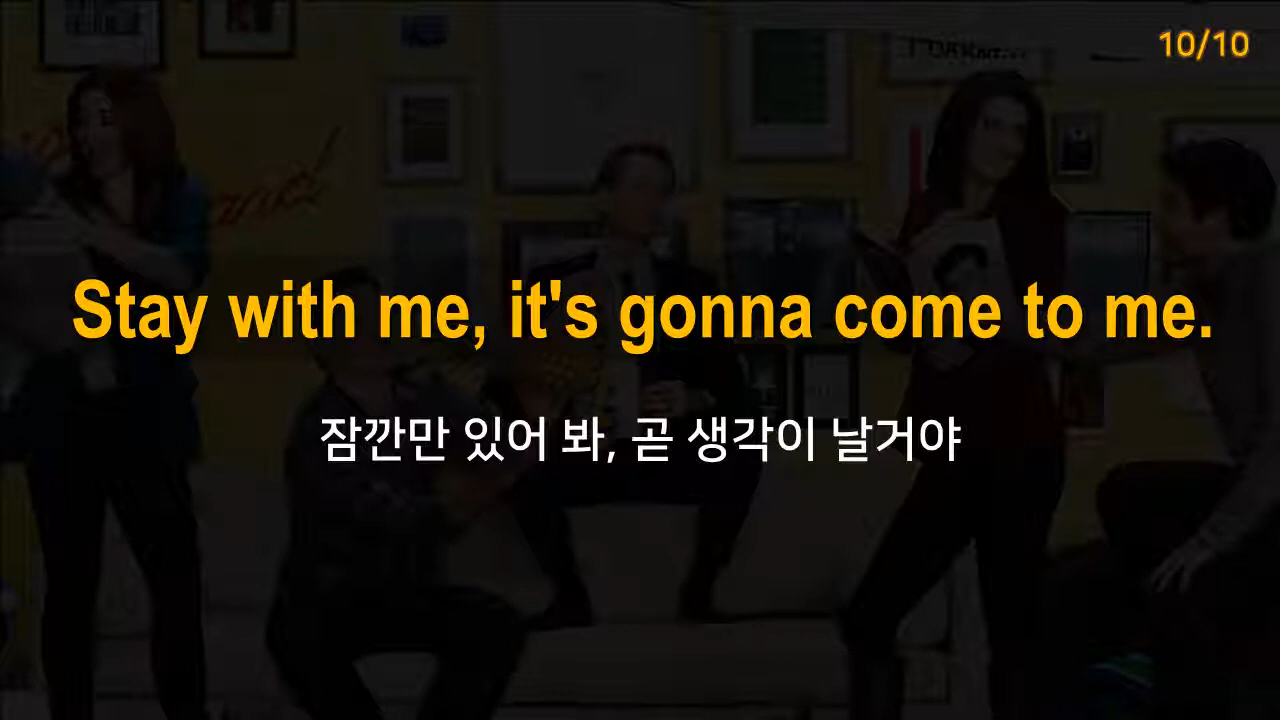 10/10
Stay with me, it's gonna come to me.
잠깐만 있어 봐, 곧 생각이 날거야